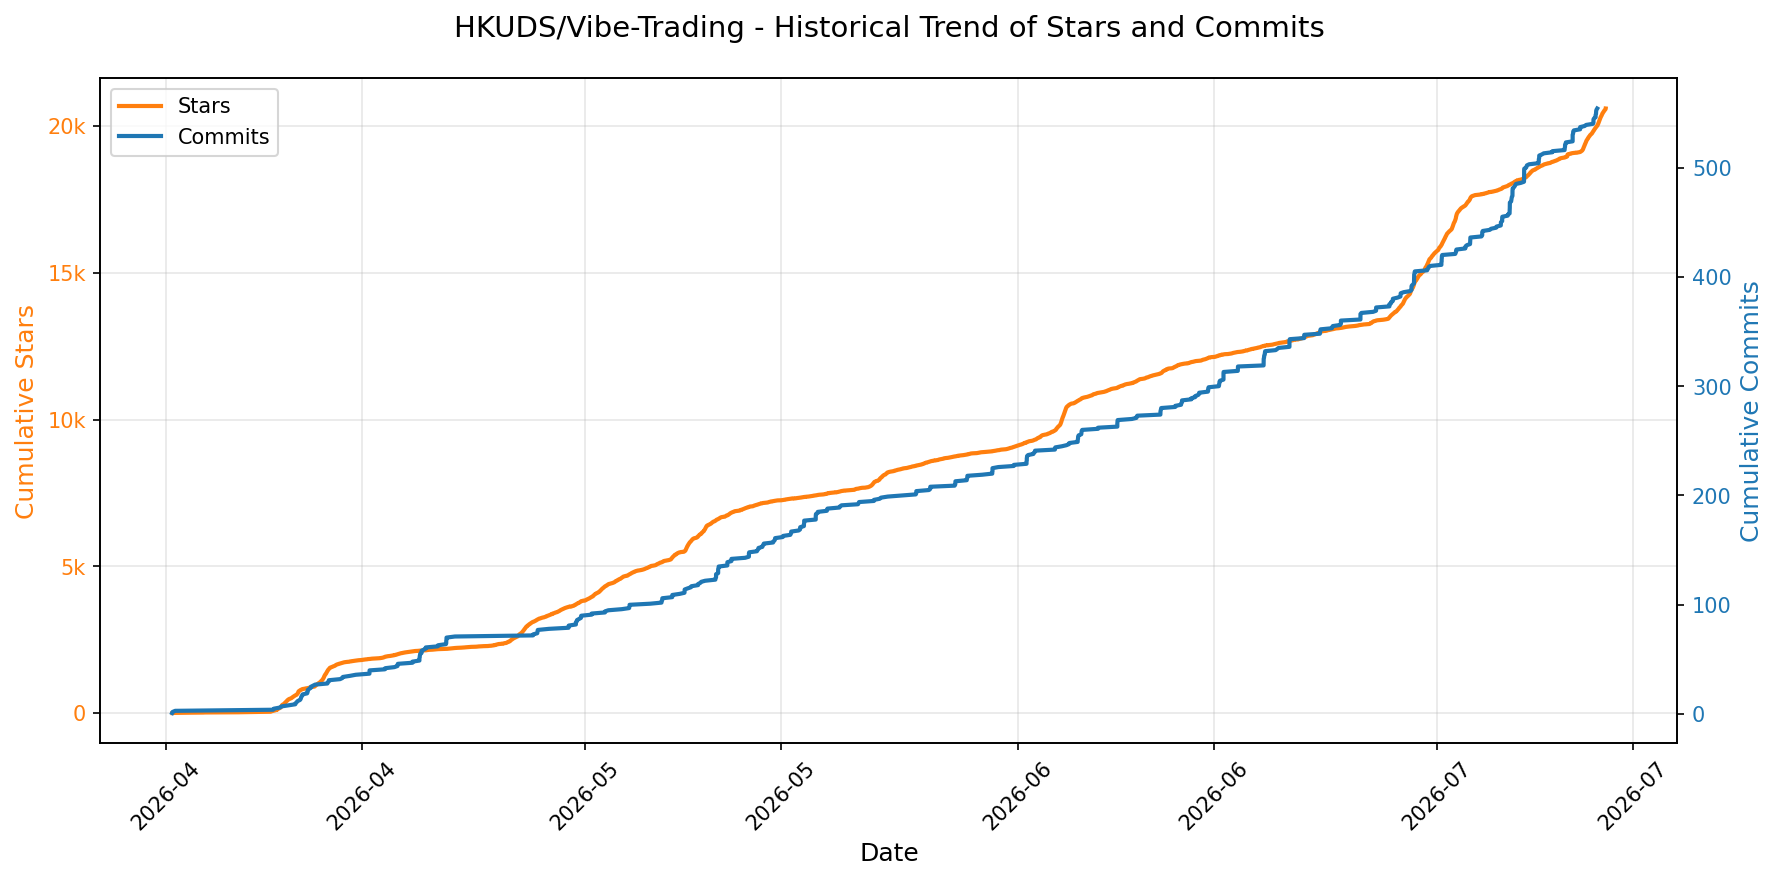 HKUDS/Vibe-Trading - Historical Trend of Stars and Commits
Stars
Commits
20k
15k
10k
5k
0
Cumulative Stars
500
400
300
200
100
0
Cumulative Commits
2026-04
2026-04
2026-05
2026-05
2026-06
2026-06
2026-07
2026-07
Date